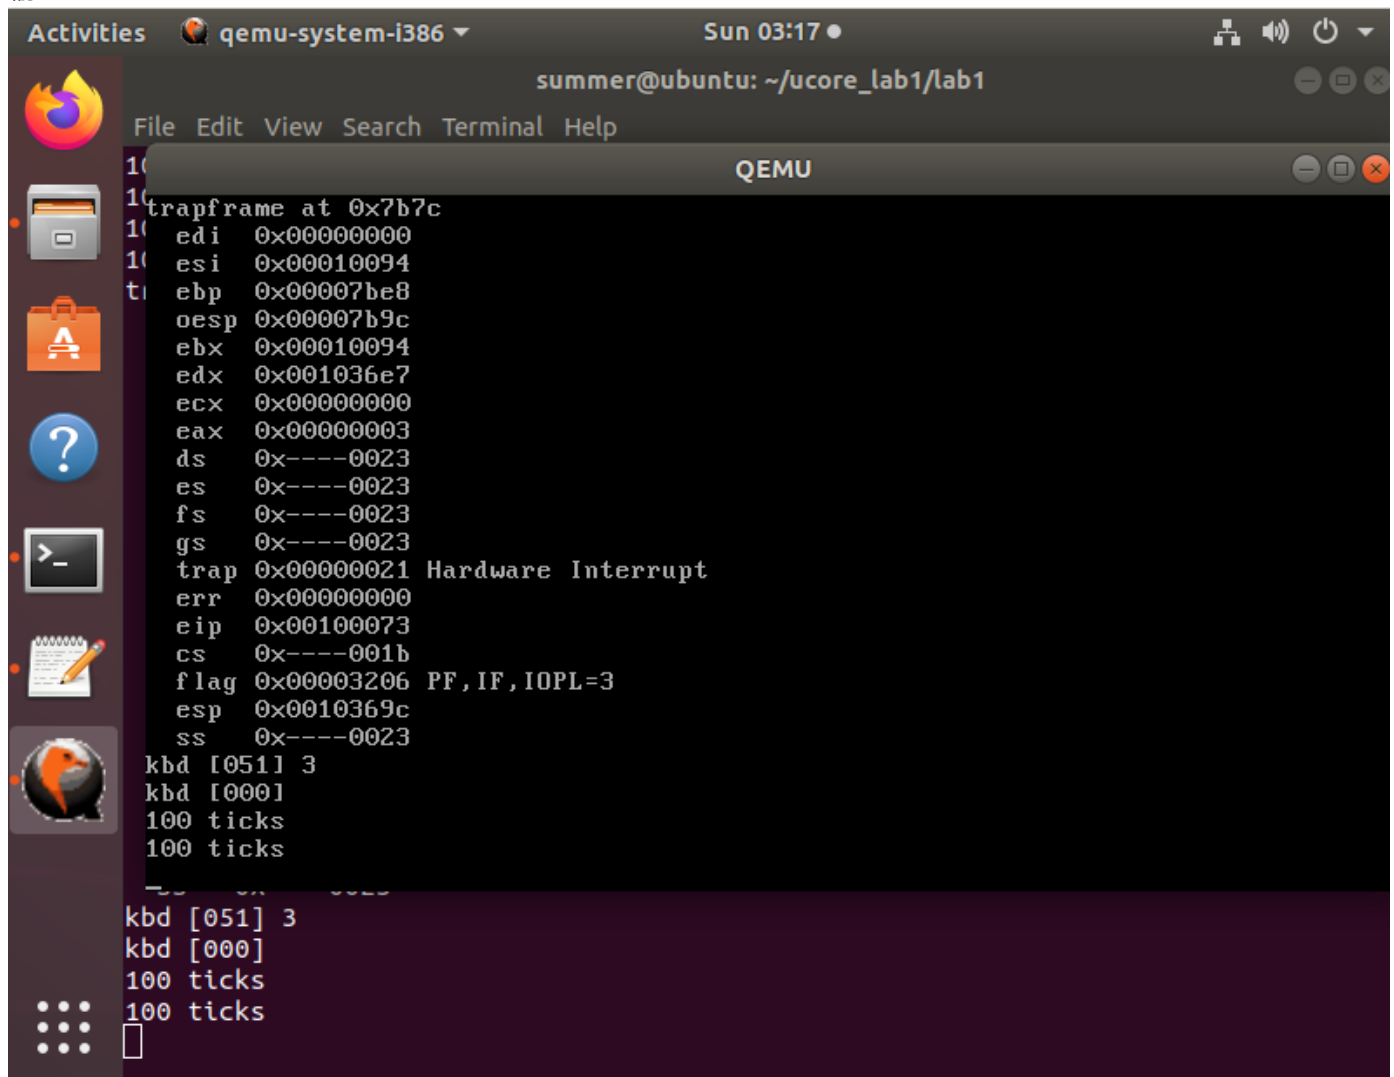 Activities qemu-system-i386 Sun 03:17
summer@ubuntu: ~/ucore_lab1/lab1
File Edit View Search Terminal Help
QEMU
trapframe at 0x7b7c
edi 0x00000000
esi 0x00010094
ebp 0x00007be8
oesp 0x00007b9c
ebx 0x00010094
edx 0x001036e7
ecx 0x00000000
eax 0x00000003
ds 0x----0023
es 0x----0023
fs 0x----0023
gs 0x----0023
trap 0x00000021 Hardware Interrupt
err 0x00000000
eip 0x00100073
cs 0x----001b
flag 0x00003206 PF,IF,IOPL=3
esp 0x0010369c
ss 0x----0023
kbd [051] 3
kbd [000]
100 ticks
100 ticks
kbd [051] 3
kbd [000]
100 ticks
100 ticks